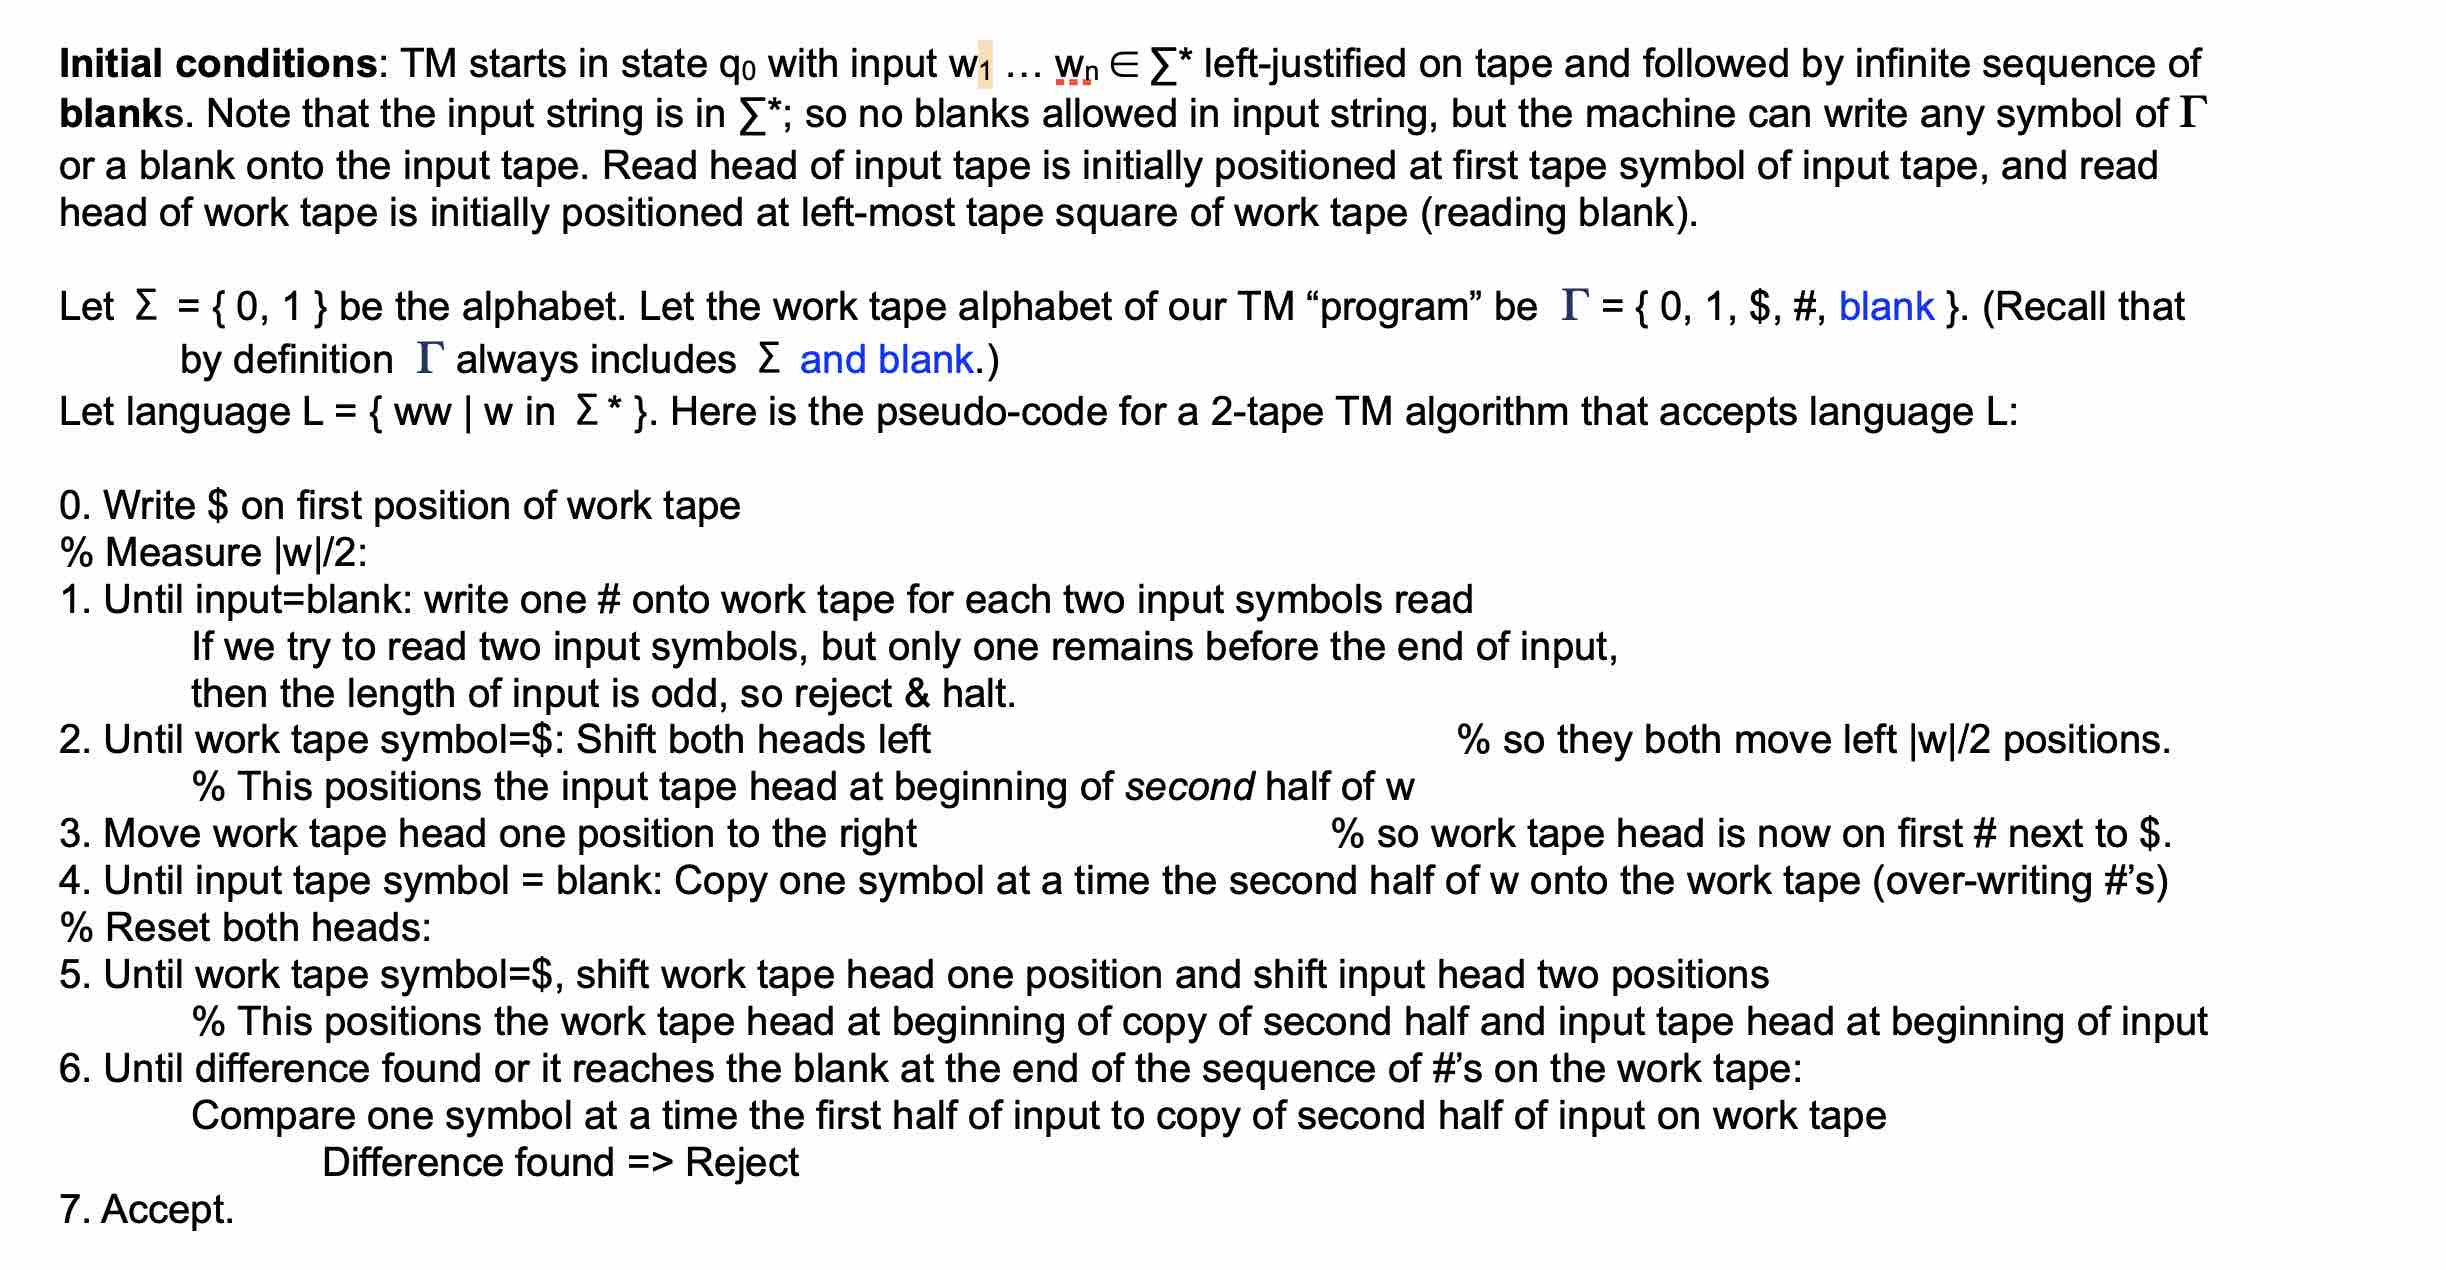 Initial conditions: TM starts in state q₀ with input w₁ … wₙ ∈ ∑* left-justified on tape and followed by infinite sequence of
blanks. Note that the input string is in ∑*; so no blanks allowed in input string, but the machine can write any symbol of Γ
or a blank onto the input tape. Read head of input tape is initially positioned at first tape symbol of input tape, and read
head of work tape is initially positioned at left-most tape square of work tape (reading blank).
Let Σ = { 0, 1 } be the alphabet. Let the work tape alphabet of our TM “program” be Γ = { 0, 1, $, #, blank }. (Recall that
by definition Γ always includes Σ and blank.)
Let language L = { ww | w in Σ * }. Here is the pseudo-code for a 2-tape TM algorithm that accepts language L:
0. Write $ on first position of work tape
% Measure |w|/2:
1. Until input=blank: write one # onto work tape for each two input symbols read
If we try to read two input symbols, but only one remains before the end of input,
then the length of input is odd, so reject & halt.
2. Until work tape symbol=$: Shift both heads left % so they both move left |w|/2 positions.
% This positions the input tape head at beginning of second half of w
3. Move work tape head one position to the right % so work tape head is now on first # next to $.
4. Until input tape symbol = blank: Copy one symbol at a time the second half of w onto the work tape (over-writing #’s)
% Reset both heads:
5. Until work tape symbol=$, shift work tape head one position and shift input head two positions
% This positions the work tape head at beginning of copy of second half and input tape head at beginning of input
6. Until difference found or it reaches the blank at the end of the sequence of #’s on the work tape:
Compare one symbol at a time the first half of input to copy of second half of input on work tape
Difference found => Reject
7. Accept.